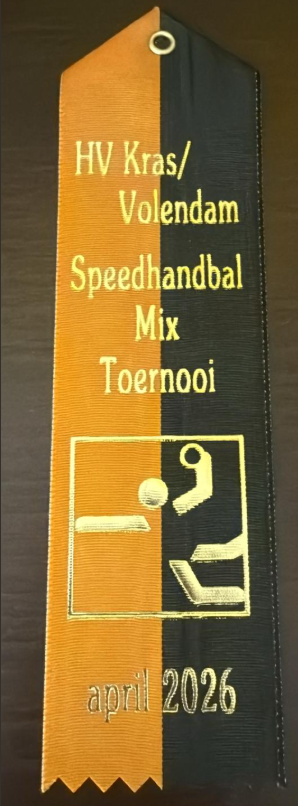 HV Kras/
Volendam
Speedhandbal
Mix
Toernooi
april 2026